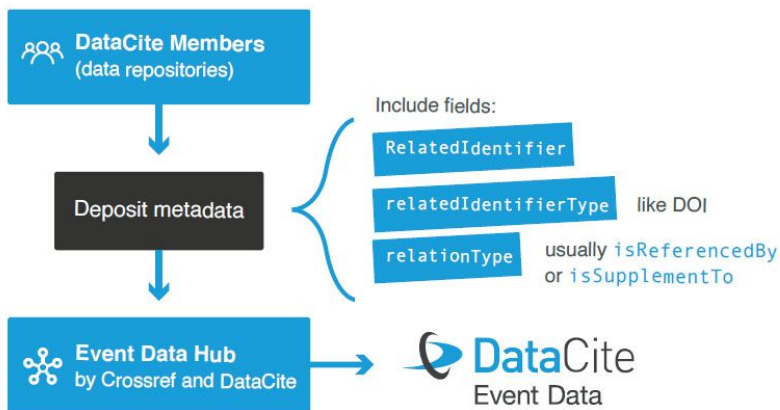 DataCite Members
(data repositories)
Include fields:
RelatedIdentifier
Deposit metadata
relatedIdentifierType like DOI
relationType usually isReferencedBy
or isSupplementTo
Event Data Hub
by Crossref and DataCite
DataCite
Event Data